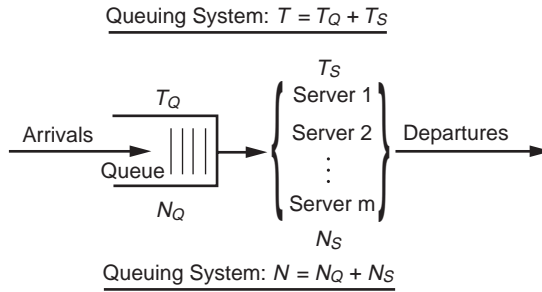 Queuing System: T = T_Q + T_S
T_S
T_Q
Server 1
Arrivals
Server 2
Departures
Queue
⋮
Server m
N_Q
N_S
Queuing System: N = N_Q + N_S